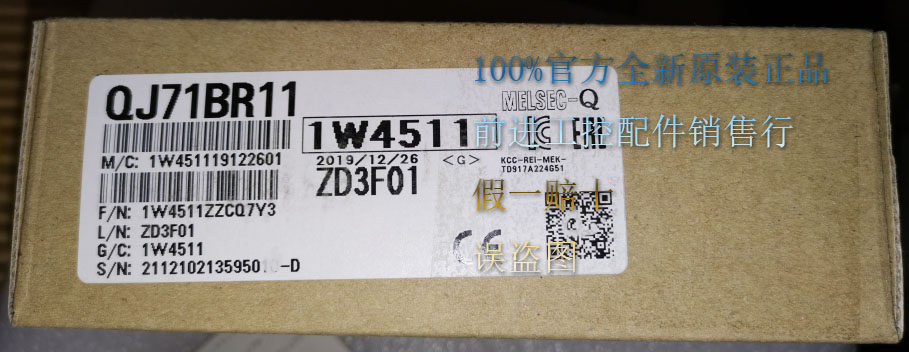 QJ71BR11
MELSEC-Q
1W4511
M/C: 1W451119122601
2019/12/26 <G>
KCC-REI-MEK-
TD917A224G51
ZD3F01
F/N: 1W4511ZZCQ7Y3
L/N: ZD3F01
G/C: 1W4511
S/N: 211210213595010-D
CE
100%官方全新原装正品
前进工控配件销售行
假一赔十
误盗图